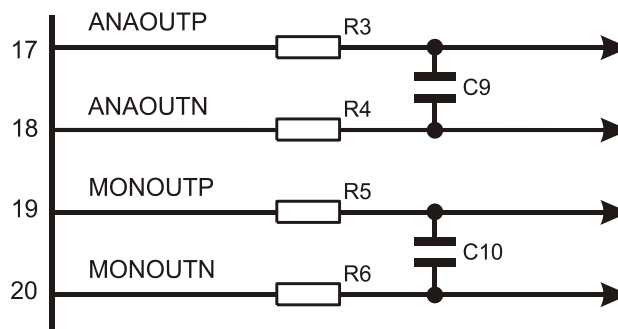 ANAOUTP
17
R3
C9
ANAOUTN
18
R4
MONOUTP
19
R5
C10
MONOUTN
20
R6